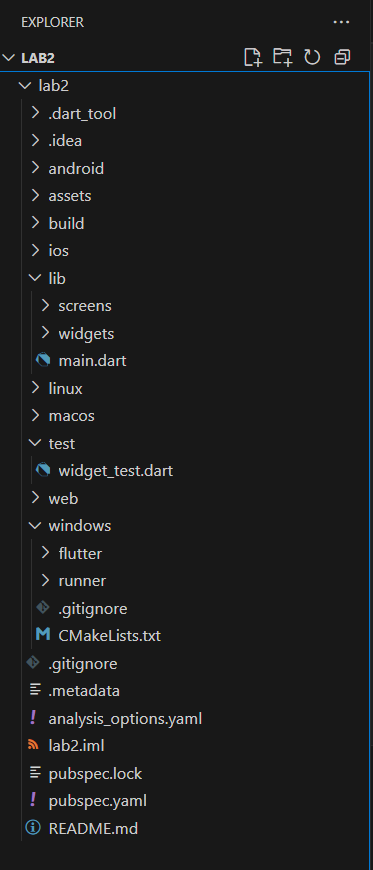 EXPLORER
LAB2
lab2
.dart_tool
.idea
android
assets
build
ios
lib
screens
widgets
main.dart
linux
macos
test
widget_test.dart
web
windows
flutter
runner
.gitignore
CMakeLists.txt
.gitignore
.metadata
analysis_options.yaml
lab2.iml
pubspec.lock
pubspec.yaml
README.md